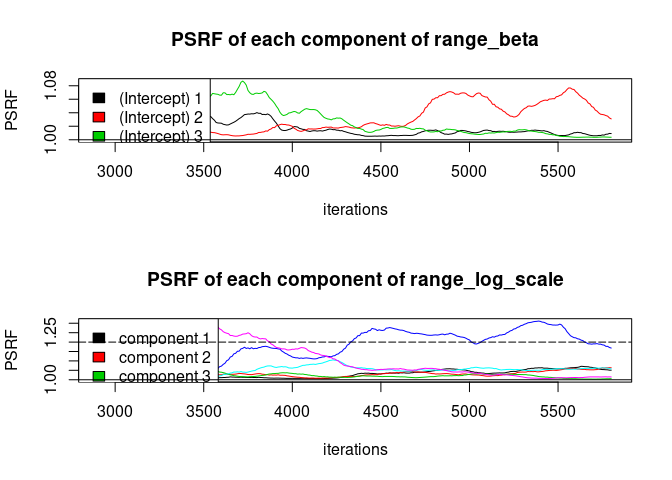 PSRF of each component of range_beta
PSRF
1.08
1.00
(Intercept) 1
(Intercept) 2
(Intercept) 3
3000 3500 4000 4500 5000 5500
iterations
PSRF of each component of range_log_scale
PSRF
1.25
1.00
component 1
component 2
component 3
3000 3500 4000 4500 5000 5500
iterations